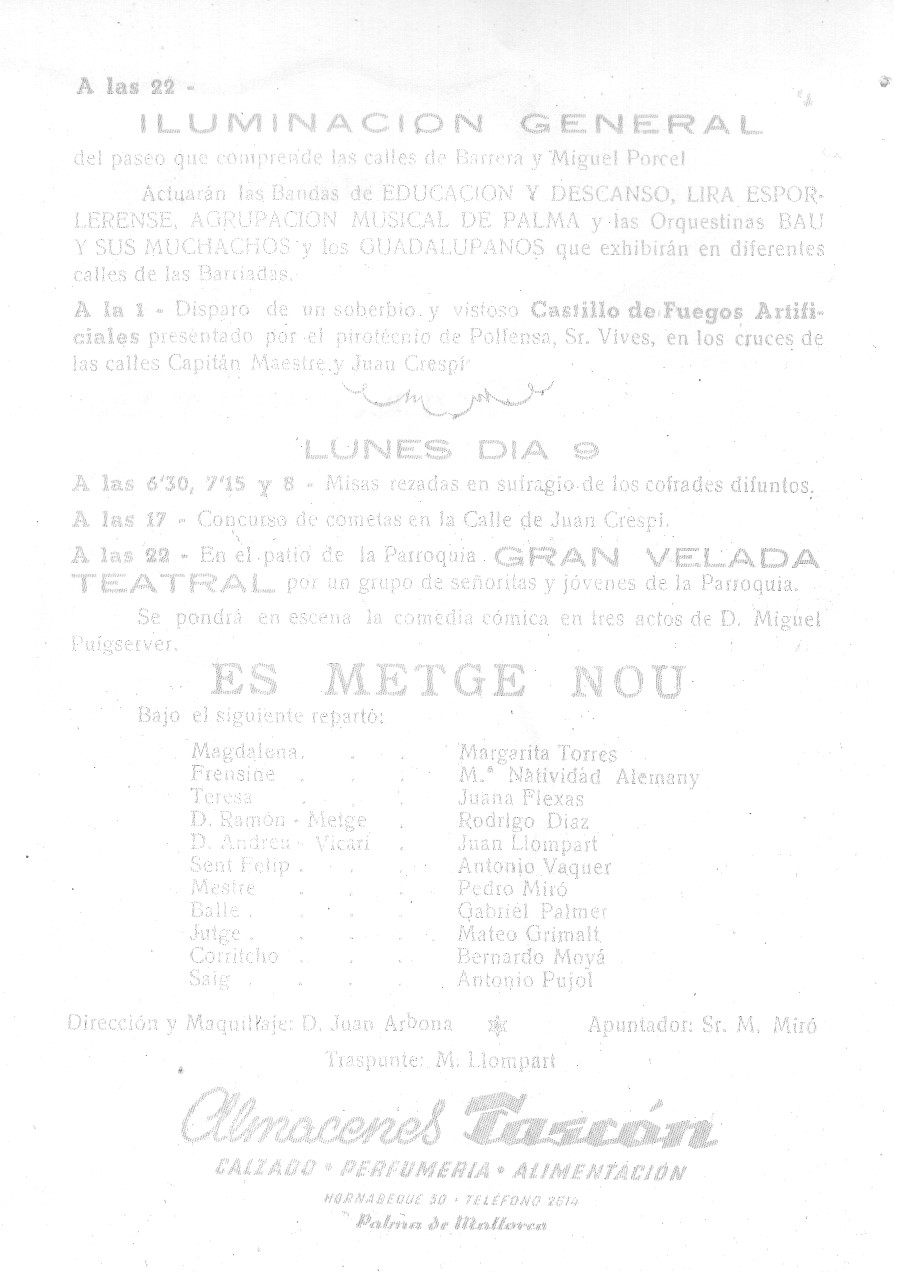 A las 22 -
ILUMINACION GENERAL
del paseo que comprende las calles de Barrera y Miguel Porcel
Actuarán las Bandas de EDUCACION Y DESCANSO, LIRA ESPOR-
LERENSE, AGRUPACION MUSICAL DE PALMA y las Orquestinas BAU
Y SUS MUCHACHOS y los GUADALUPANOS que exhibirán en diferentes
calles de las Barriadas.
A la 1 - Disparo de un soberbio y vistoso Castillo de Fuegos Artifi-
ciales presentado por el pirotécnio de Pollensa, Sr. Vives, en los cruces de
las calles Capitán Maestre y Juan Crespí
LUNES DIA 9
A las 6'30, 7'15 y 8 - Misas rezadas en sufragio de los cofrades difuntos.
A las 17 - Concurso de cometas en la Calle de Juan Crespí.
A las 22 - En el patio de la Parroquia GRAN VELADA
TEATRAL por un grupo de señoritas y jóvenes de la Parroquia.
Se pondrá en escena la comedia cómica en tres actos de D. Miguel
Puigserver.
ES METGE NOU
Bajo el siguiente reparto:
Magdalena. . . Margarita Torres
Frensine . . . M.ª Natividad Alemany
Teresa . . . Juana Flexas
D. Ramón - Metge . Rodrigo Diaz
D. Andreu - Vicari . Juan Llompart
Sent Felip . . . Antonio Vaquer
Mestre . . . Pedro Miró
Balle . . . . Gabriel Palmer
Jutge . . . . Mateo Grimalt
Corritcho . . . Bernardo Moyá
Saig . . . . Antonio Pujol
Dirección y Maquillaje: D. Juan Arbona Apuntador: Sr. M. Miró
Traspunte: M. Llompart
Almacenes Tascón
CALZADO • PERFUMERIA • ALIMENTACIÓN
HORNABEQUE 50 • TELÉFONO 2614
Palma de Mallorca